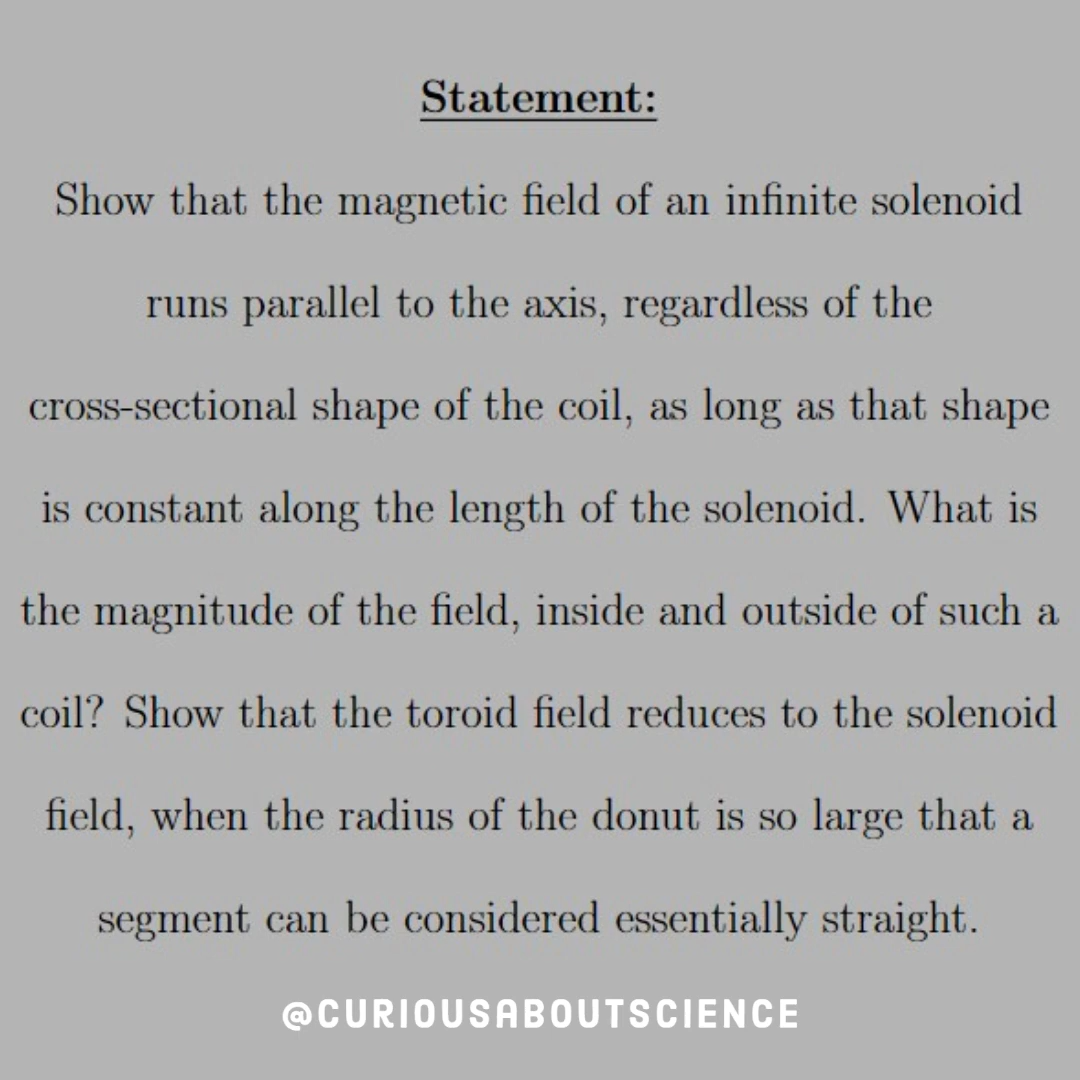 Statement:
Show that the magnetic field of an infinite solenoid
runs parallel to the axis, regardless of the
cross-sectional shape of the coil, as long as that shape
is constant along the length of the solenoid. What is
the magnitude of the field, inside and outside of such a
coil? Show that the toroid field reduces to the solenoid
field, when the radius of the donut is so large that a
segment can be considered essentially straight.
@CURIOUSABOUTSCIENCE